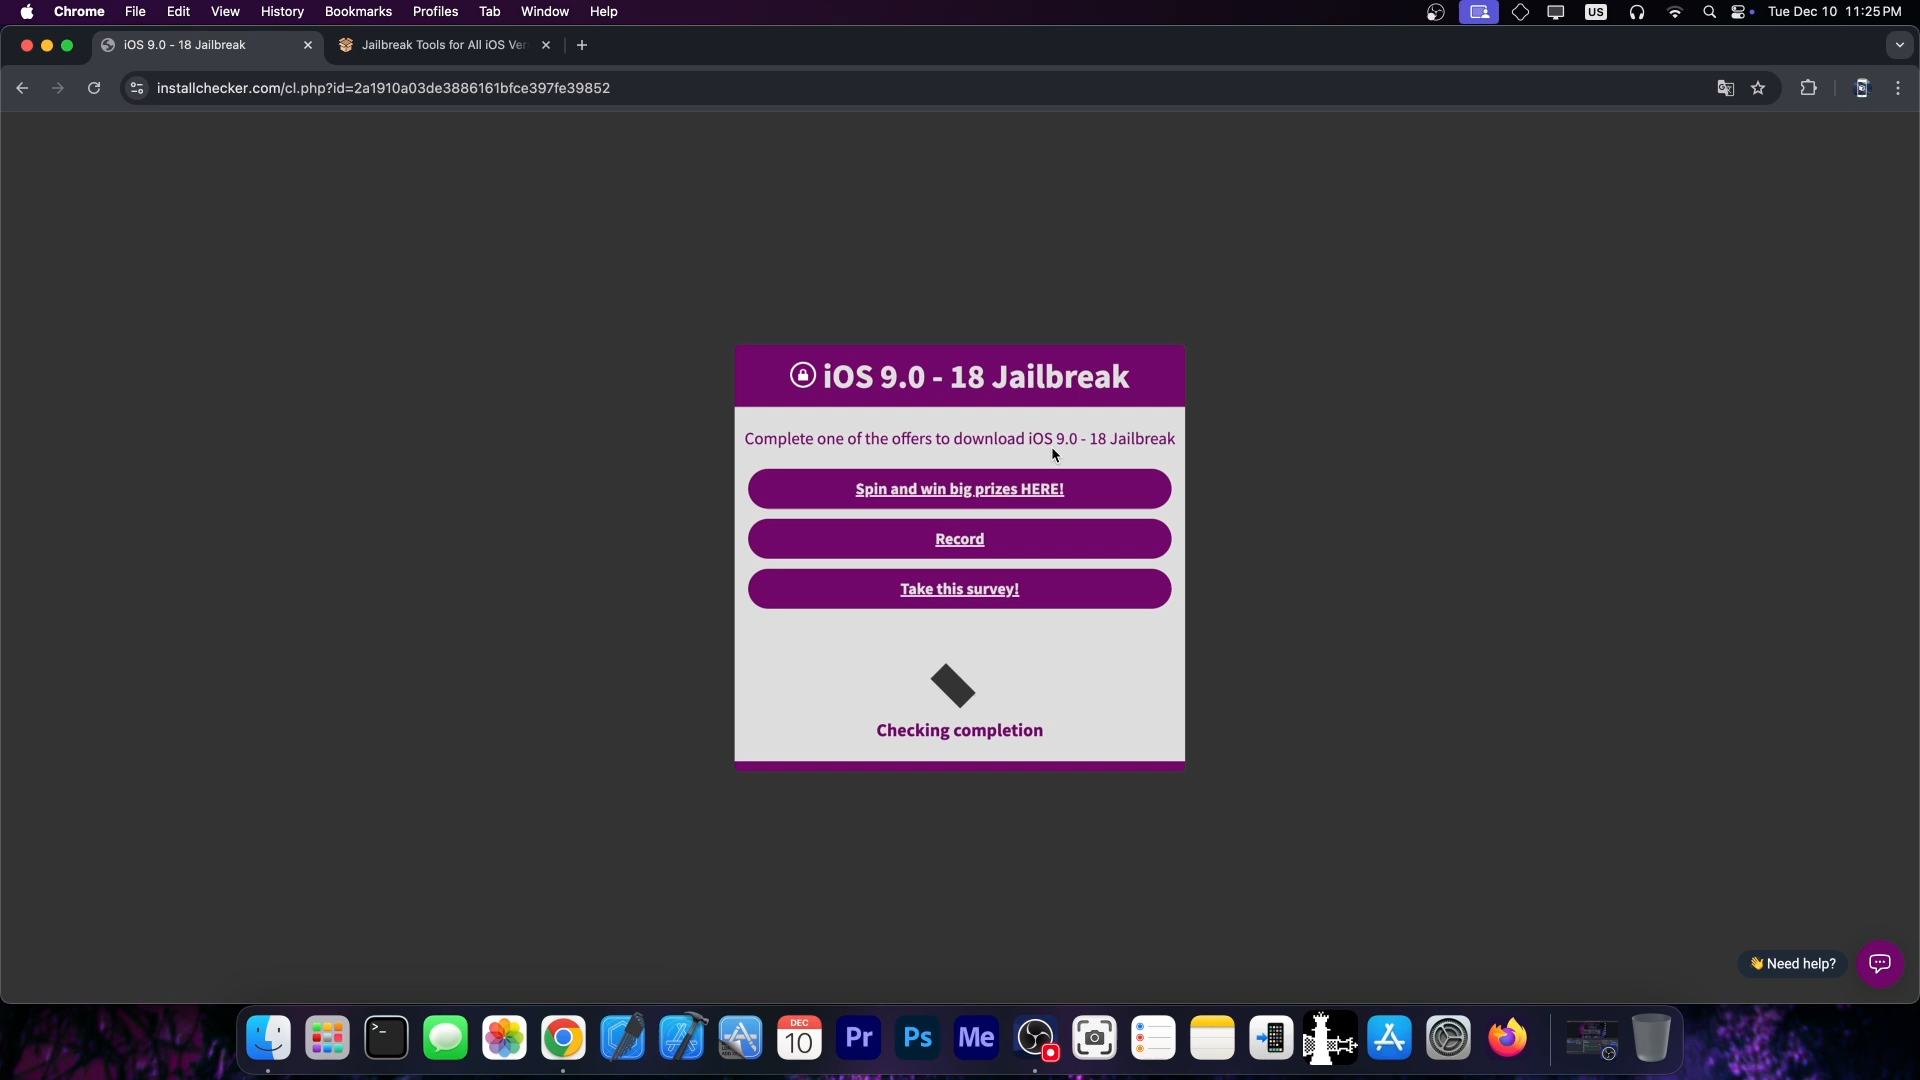 Chrome File Edit View History Bookmarks Profiles Tab Window Help US Tue Dec 10 11:25 PM
iOS 9.0 - 18 Jailbreak Jailbreak Tools for All iOS Ver
installchecker.com/cl.php?id=2a1910a03de3886161bfce397fe39852
iOS 9.0 - 18 Jailbreak
Complete one of the offers to download iOS 9.0 - 18 Jailbreak
Spin and win big prizes HERE!
Record
Take this survey!
Checking completion
👋 Need help?
DEC
10
Pr Ps Me